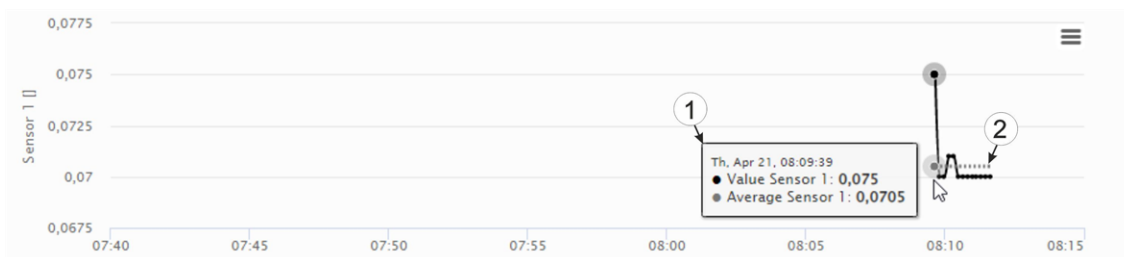 0,0775
0,075
0,0725
0,07
0,0675
Sensor 1 []
1
2
Th, Apr 21, 08:09:39
● Value Sensor 1: 0,075
● Average Sensor 1: 0,0705
07:40 07:45 07:50 07:55 08:00 08:05 08:10 08:15